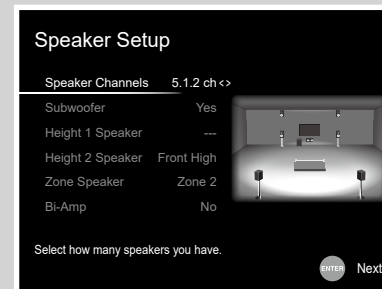 Speaker Setup
Speaker Channels 5.1.2 ch <>
Subwoofer Yes
Height 1 Speaker ---
Height 2 Speaker Front High
Zone Speaker Zone 2
Bi-Amp No
Select how many speakers you have.
ENTER Next